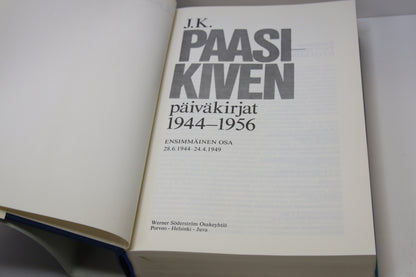 J.K.
PAASI-
KIVEN
päiväkirjat
1944–1956
ENSIMMÄINEN OSA
28.6.1944–24.4.1949
Werner Söderström Osakeyhtiö
Porvoo - Helsinki - Juva